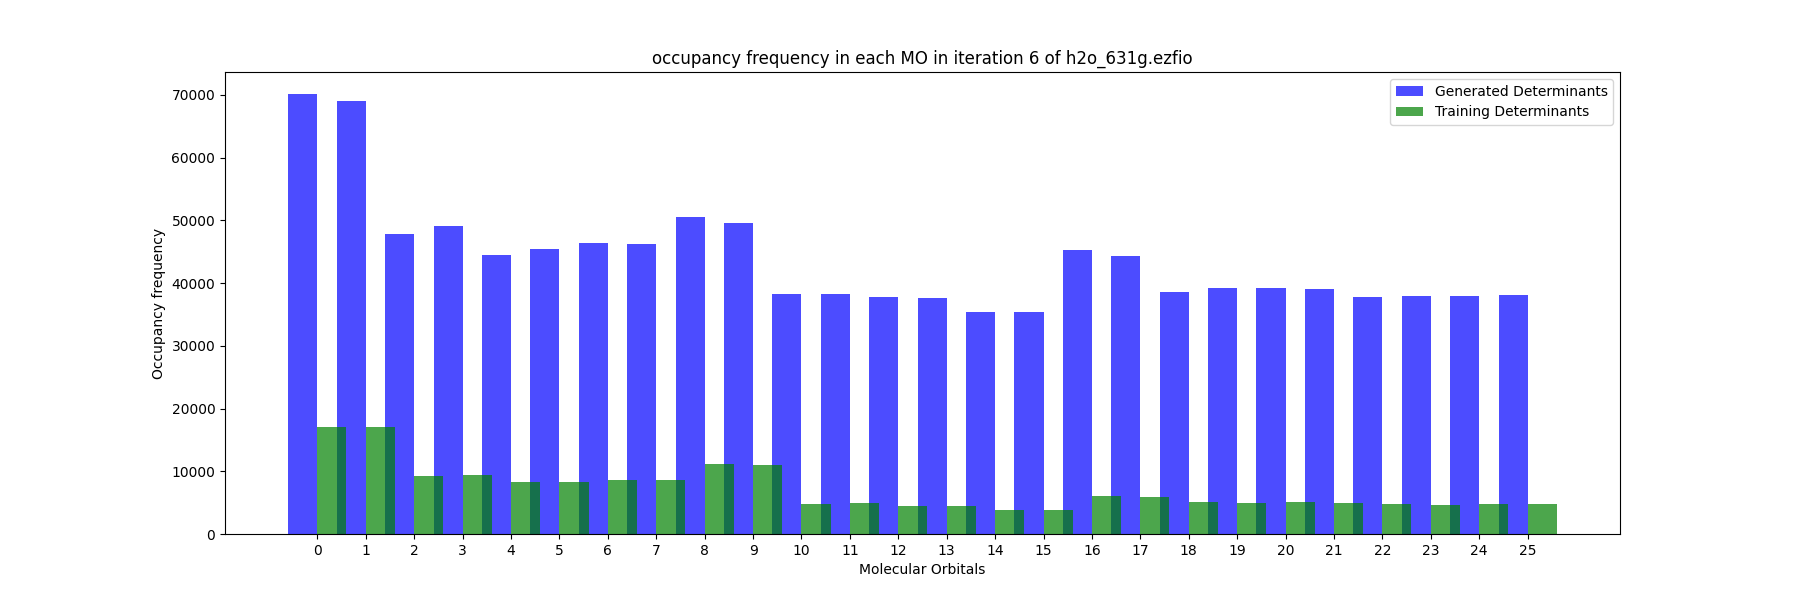 occupancy frequency in each MO in iteration 6 of h2o_631g.ezfio
Generated Determinants
Training Determinants
70000
60000
50000
40000
30000
20000
10000
0
Occupancy frequency
0 1 2 3 4 5 6 7 8 9 10 11 12 13 14 15 16 17 18 19 20 21 22 23 24 25
Molecular Orbitals